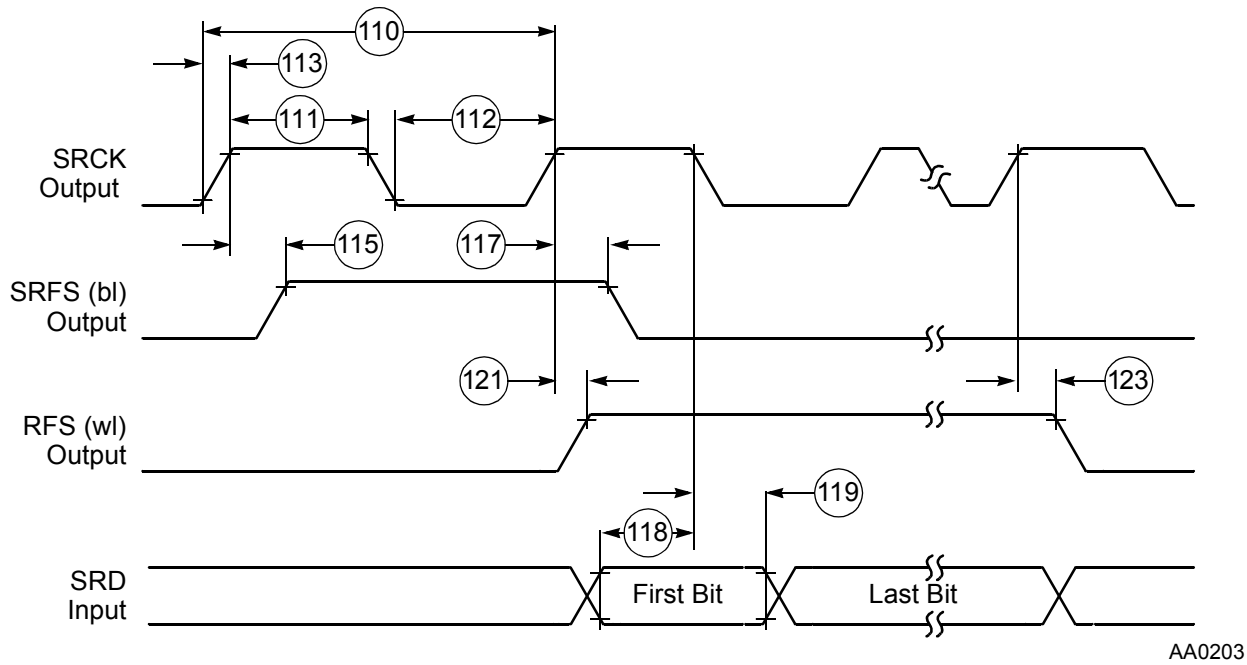 110
113
111
112
SRCK
Output
115
117
SRFS (bl)
Output
121
123
RFS (wl)
Output
119
118
SRD
Input
First Bit
Last Bit
AA0203